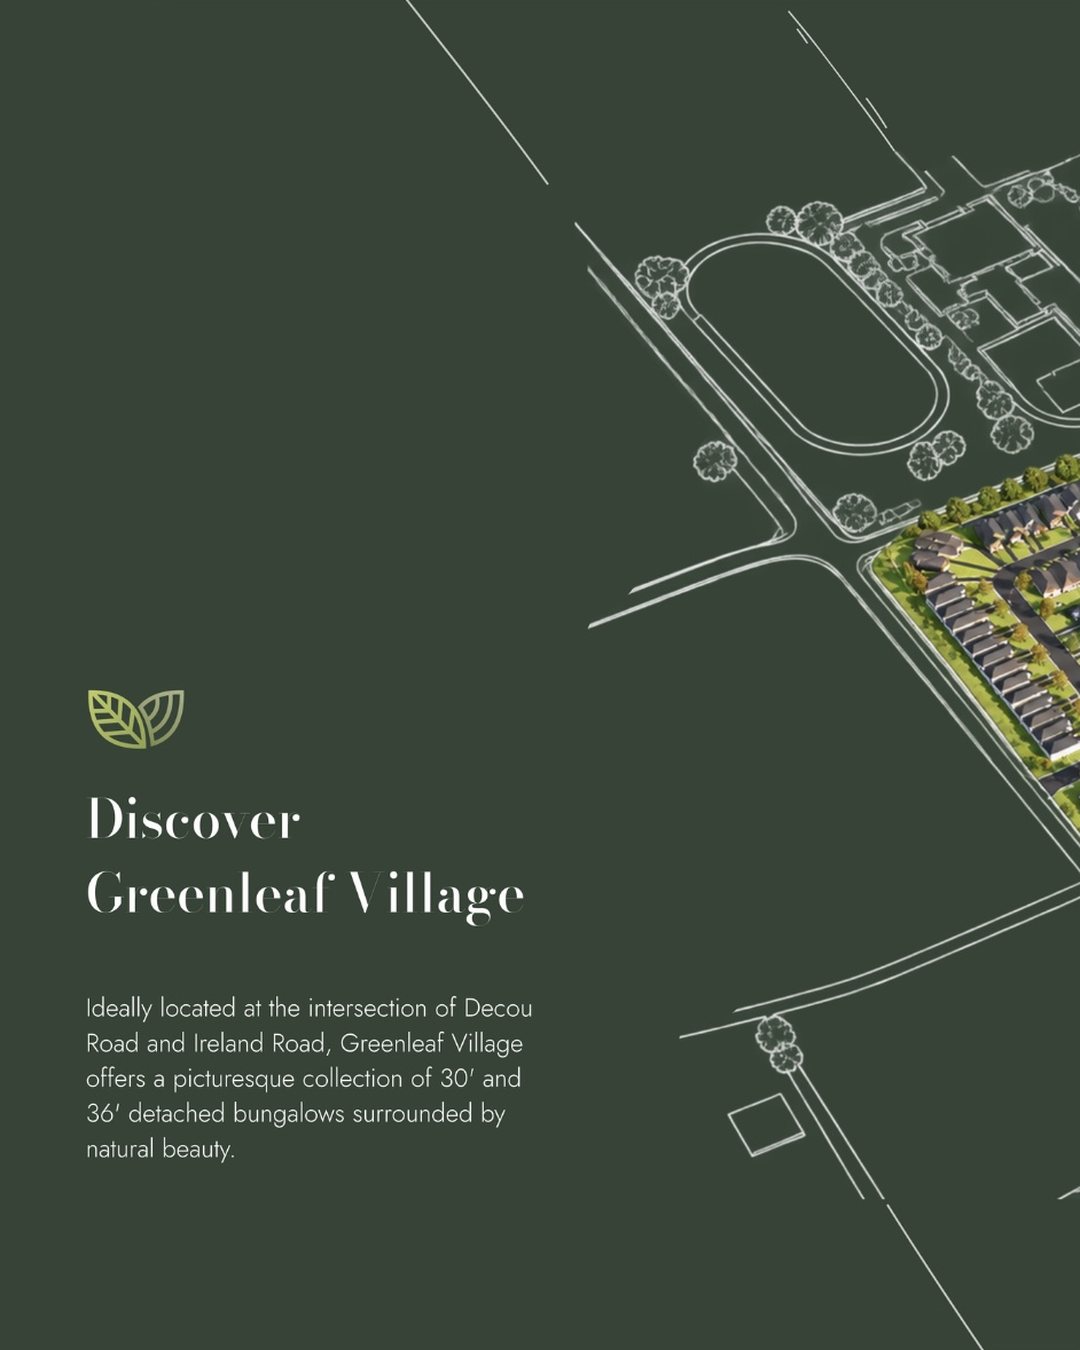 Discover
Greenleaf Village
Ideally located at the intersection of Decou
Road and Ireland Road, Greenleaf Village
offers a picturesque collection of 30' and
36' detached bungalows surrounded by
natural beauty.